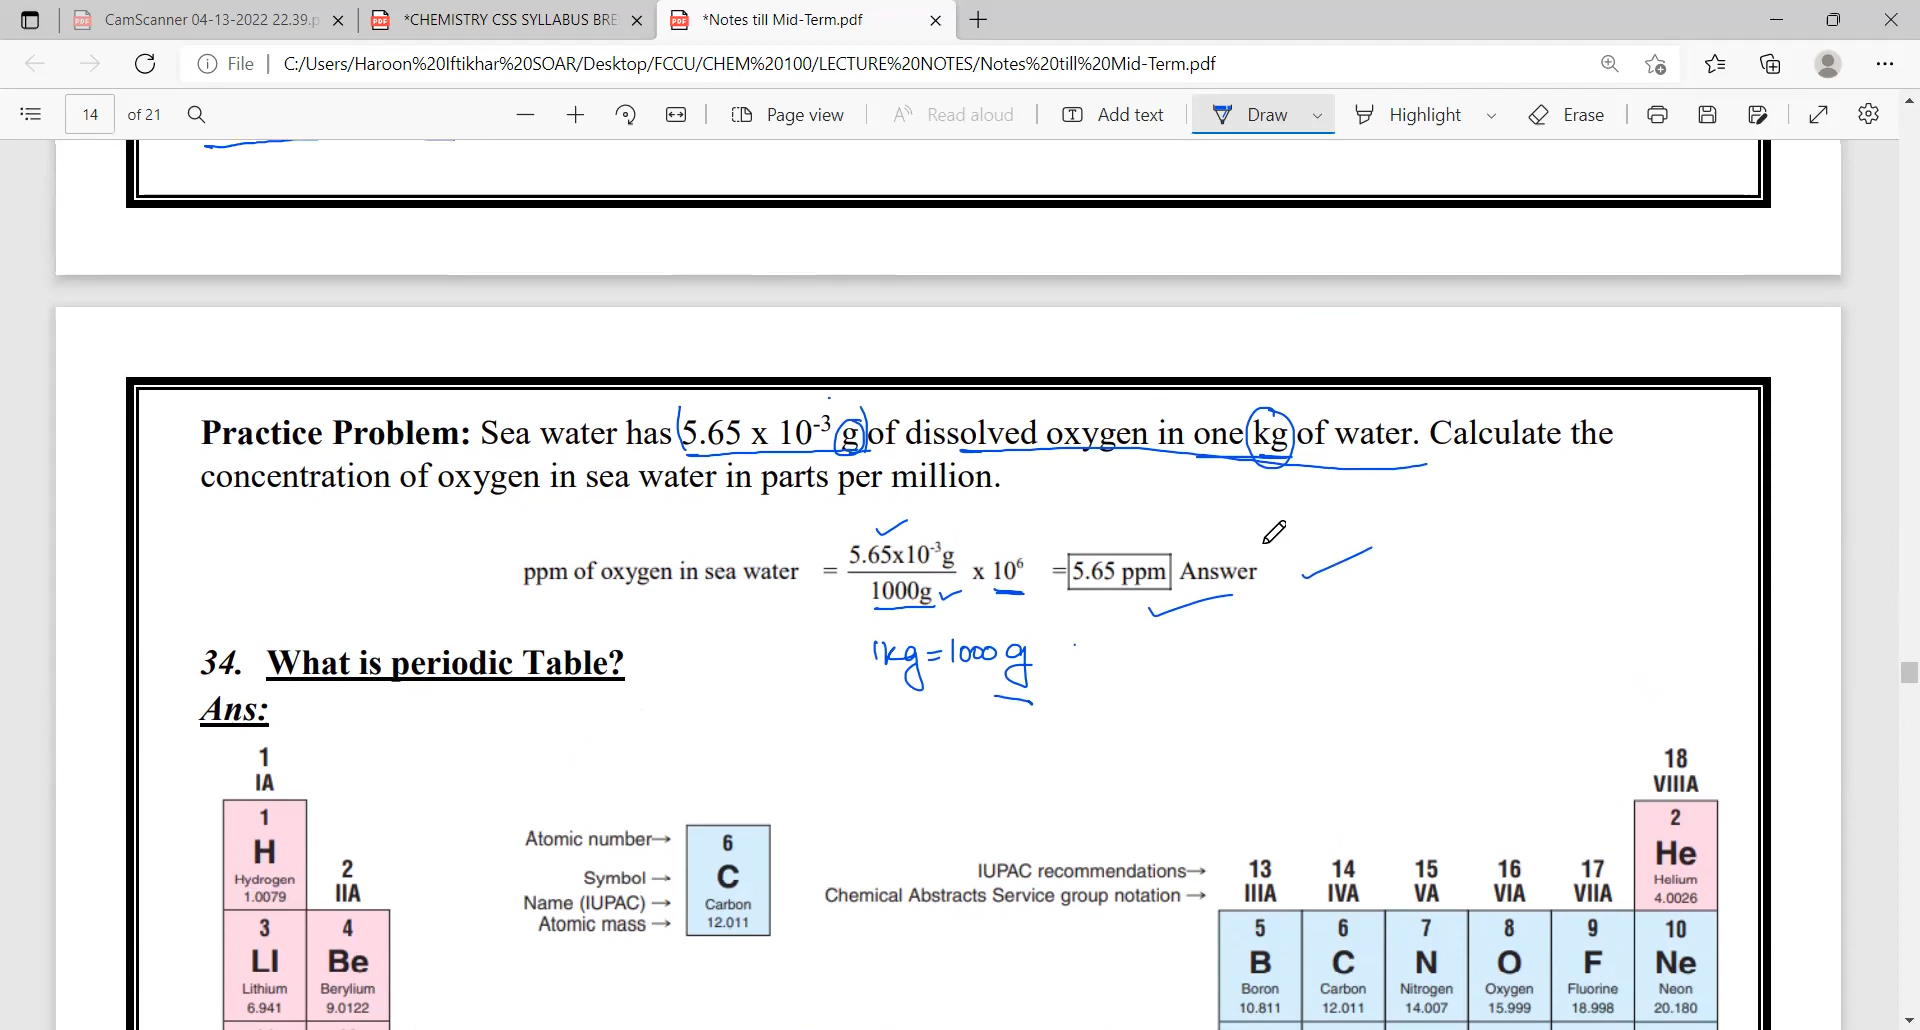 CamScanner 04-13-2022 22.39.p
*CHEMISTRY CSS SYLLABUS BRE
*Notes till Mid-Term.pdf
File
C:/Users/Haroon%20Iftikhar%20SOAR/Desktop/FCCU/CHEM%20100/LECTURE%20NOTES/Notes%20till%20Mid-Term.pdf
14 of 21
Page view
Read aloud
Add text
Draw
Highlight
Erase
Practice Problem: Sea water has 5.65 x 10⁻³ g of dissolved oxygen in one kg of water. Calculate the
concentration of oxygen in sea water in parts per million.
ppm of oxygen in sea water = 5.65x10⁻³g / 1000g x 10⁶ = 5.65 ppm Answer
1kg = 1000 g
34. What is periodic Table?
Ans:
1
IA
1
H
Hydrogen
1.0079
2
IIA
3
LI
Lithium
6.941
4
Be
Berylium
9.0122
Atomic number→
Symbol →
Name (IUPAC) →
Atomic mass →
6
C
Carbon
12.011
IUPAC recommendations→
Chemical Abstracts Service group notation →
13
IIIA
14
IVA
15
VA
16
VIA
17
VIIA
18
VIIIA
2
He
Helium
4.0026
5
B
Boron
10.811
6
C
Carbon
12.011
7
N
Nitrogen
14.007
8
O
Oxygen
15.999
9
F
Fluorine
18.998
10
Ne
Neon
20.180